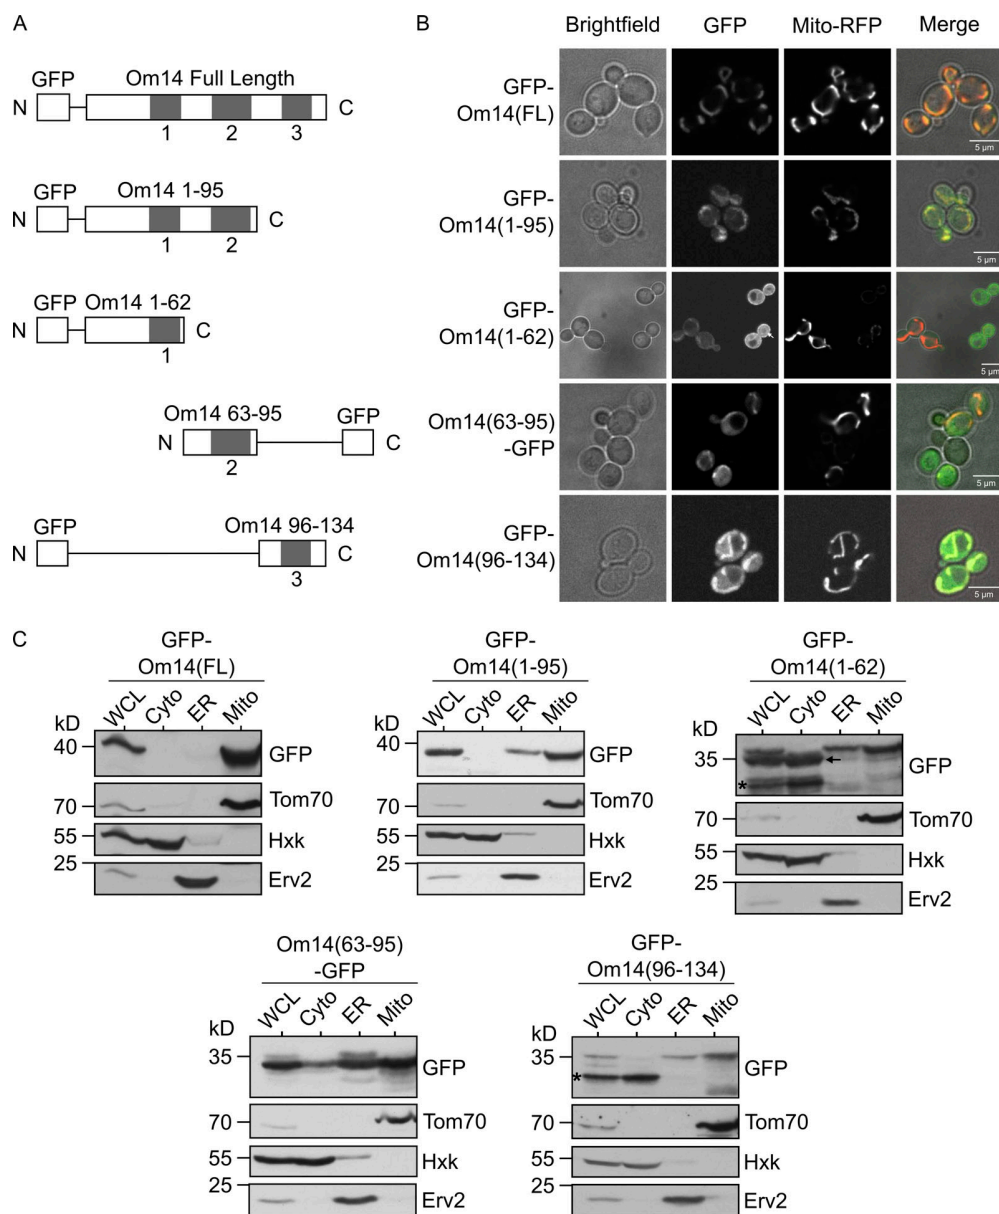 A
GFP
Om14 Full Length
N
C
1 2 3
GFP
Om14 1-95
N
C
1 2
GFP
Om14 1-62
N
C
1
Om14 63-95
GFP
N
C
2
GFP
Om14 96-134
N
C
3
B
Brightfield GFP Mito-RFP Merge
GFP-
Om14(FL)
5 µm
GFP-
Om14(1-95)
5 µm
GFP-
Om14(1-62)
5 µm
Om14(63-95)
-GFP
5 µm
GFP-
Om14(96-134)
5 µm
C
GFP-
Om14(FL)
WCL Cyto ER Mito
kD
40
GFP
70
Tom70
55
Hxk
25
Erv2
GFP-
Om14(1-95)
WCL Cyto ER Mito
kD
40
GFP
70
Tom70
55
Hxk
25
Erv2
GFP-
Om14(1-62)
WCL Cyto ER Mito
kD
35
*
GFP
70
Tom70
55
Hxk
25
Erv2
Om14(63-95)
-GFP
WCL Cyto ER Mito
kD
35
GFP
70
Tom70
55
Hxk
25
Erv2
GFP-
Om14(96-134)
WCL Cyto ER Mito
kD
35
*
GFP
70
Tom70
55
Hxk
25
Erv2